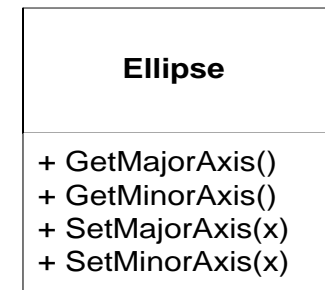 Ellipse
+ GetMajorAxis()
+ GetMinorAxis()
+ SetMajorAxis(x)
+ SetMinorAxis(x)